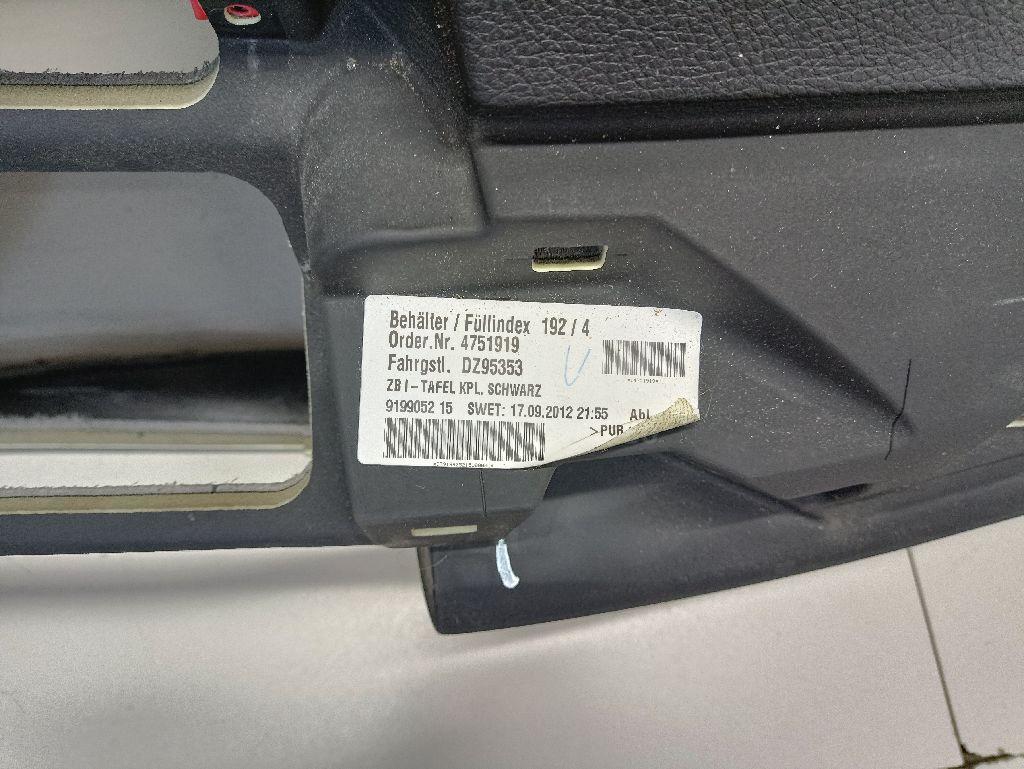 Behälter / Füllindex 192 / 4
Order.Nr. 4751919
Fahrgstl. DZ95353
ZB I-TAFEL KPL. SCHWARZ
9199052 15 SWET: 17.09.2012 21:55 Abl
>PUR